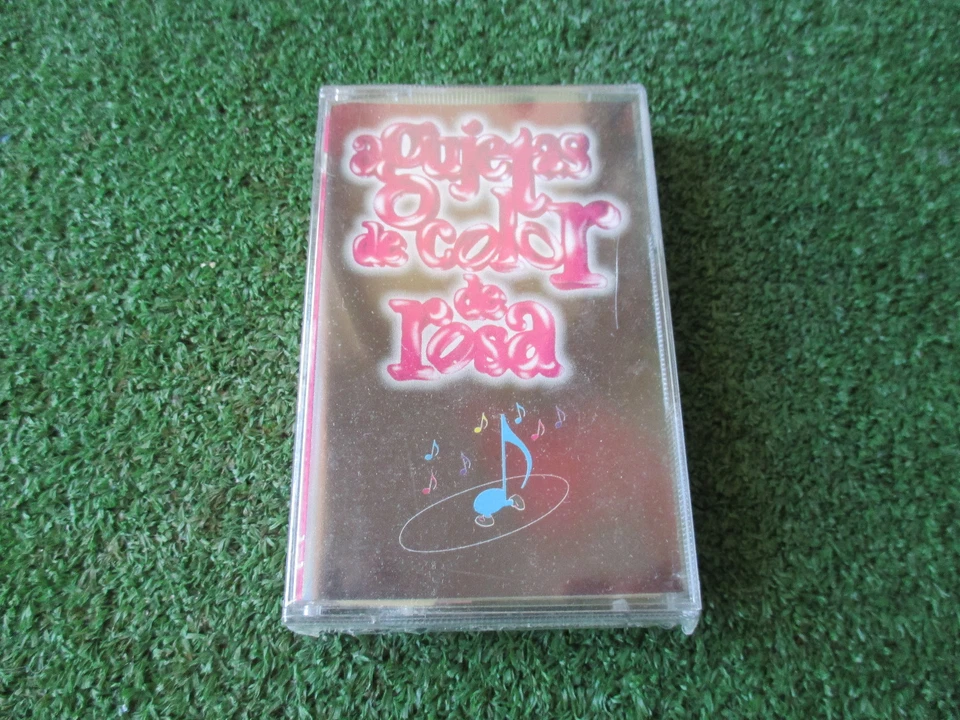 agujetas
de color
de
rosa